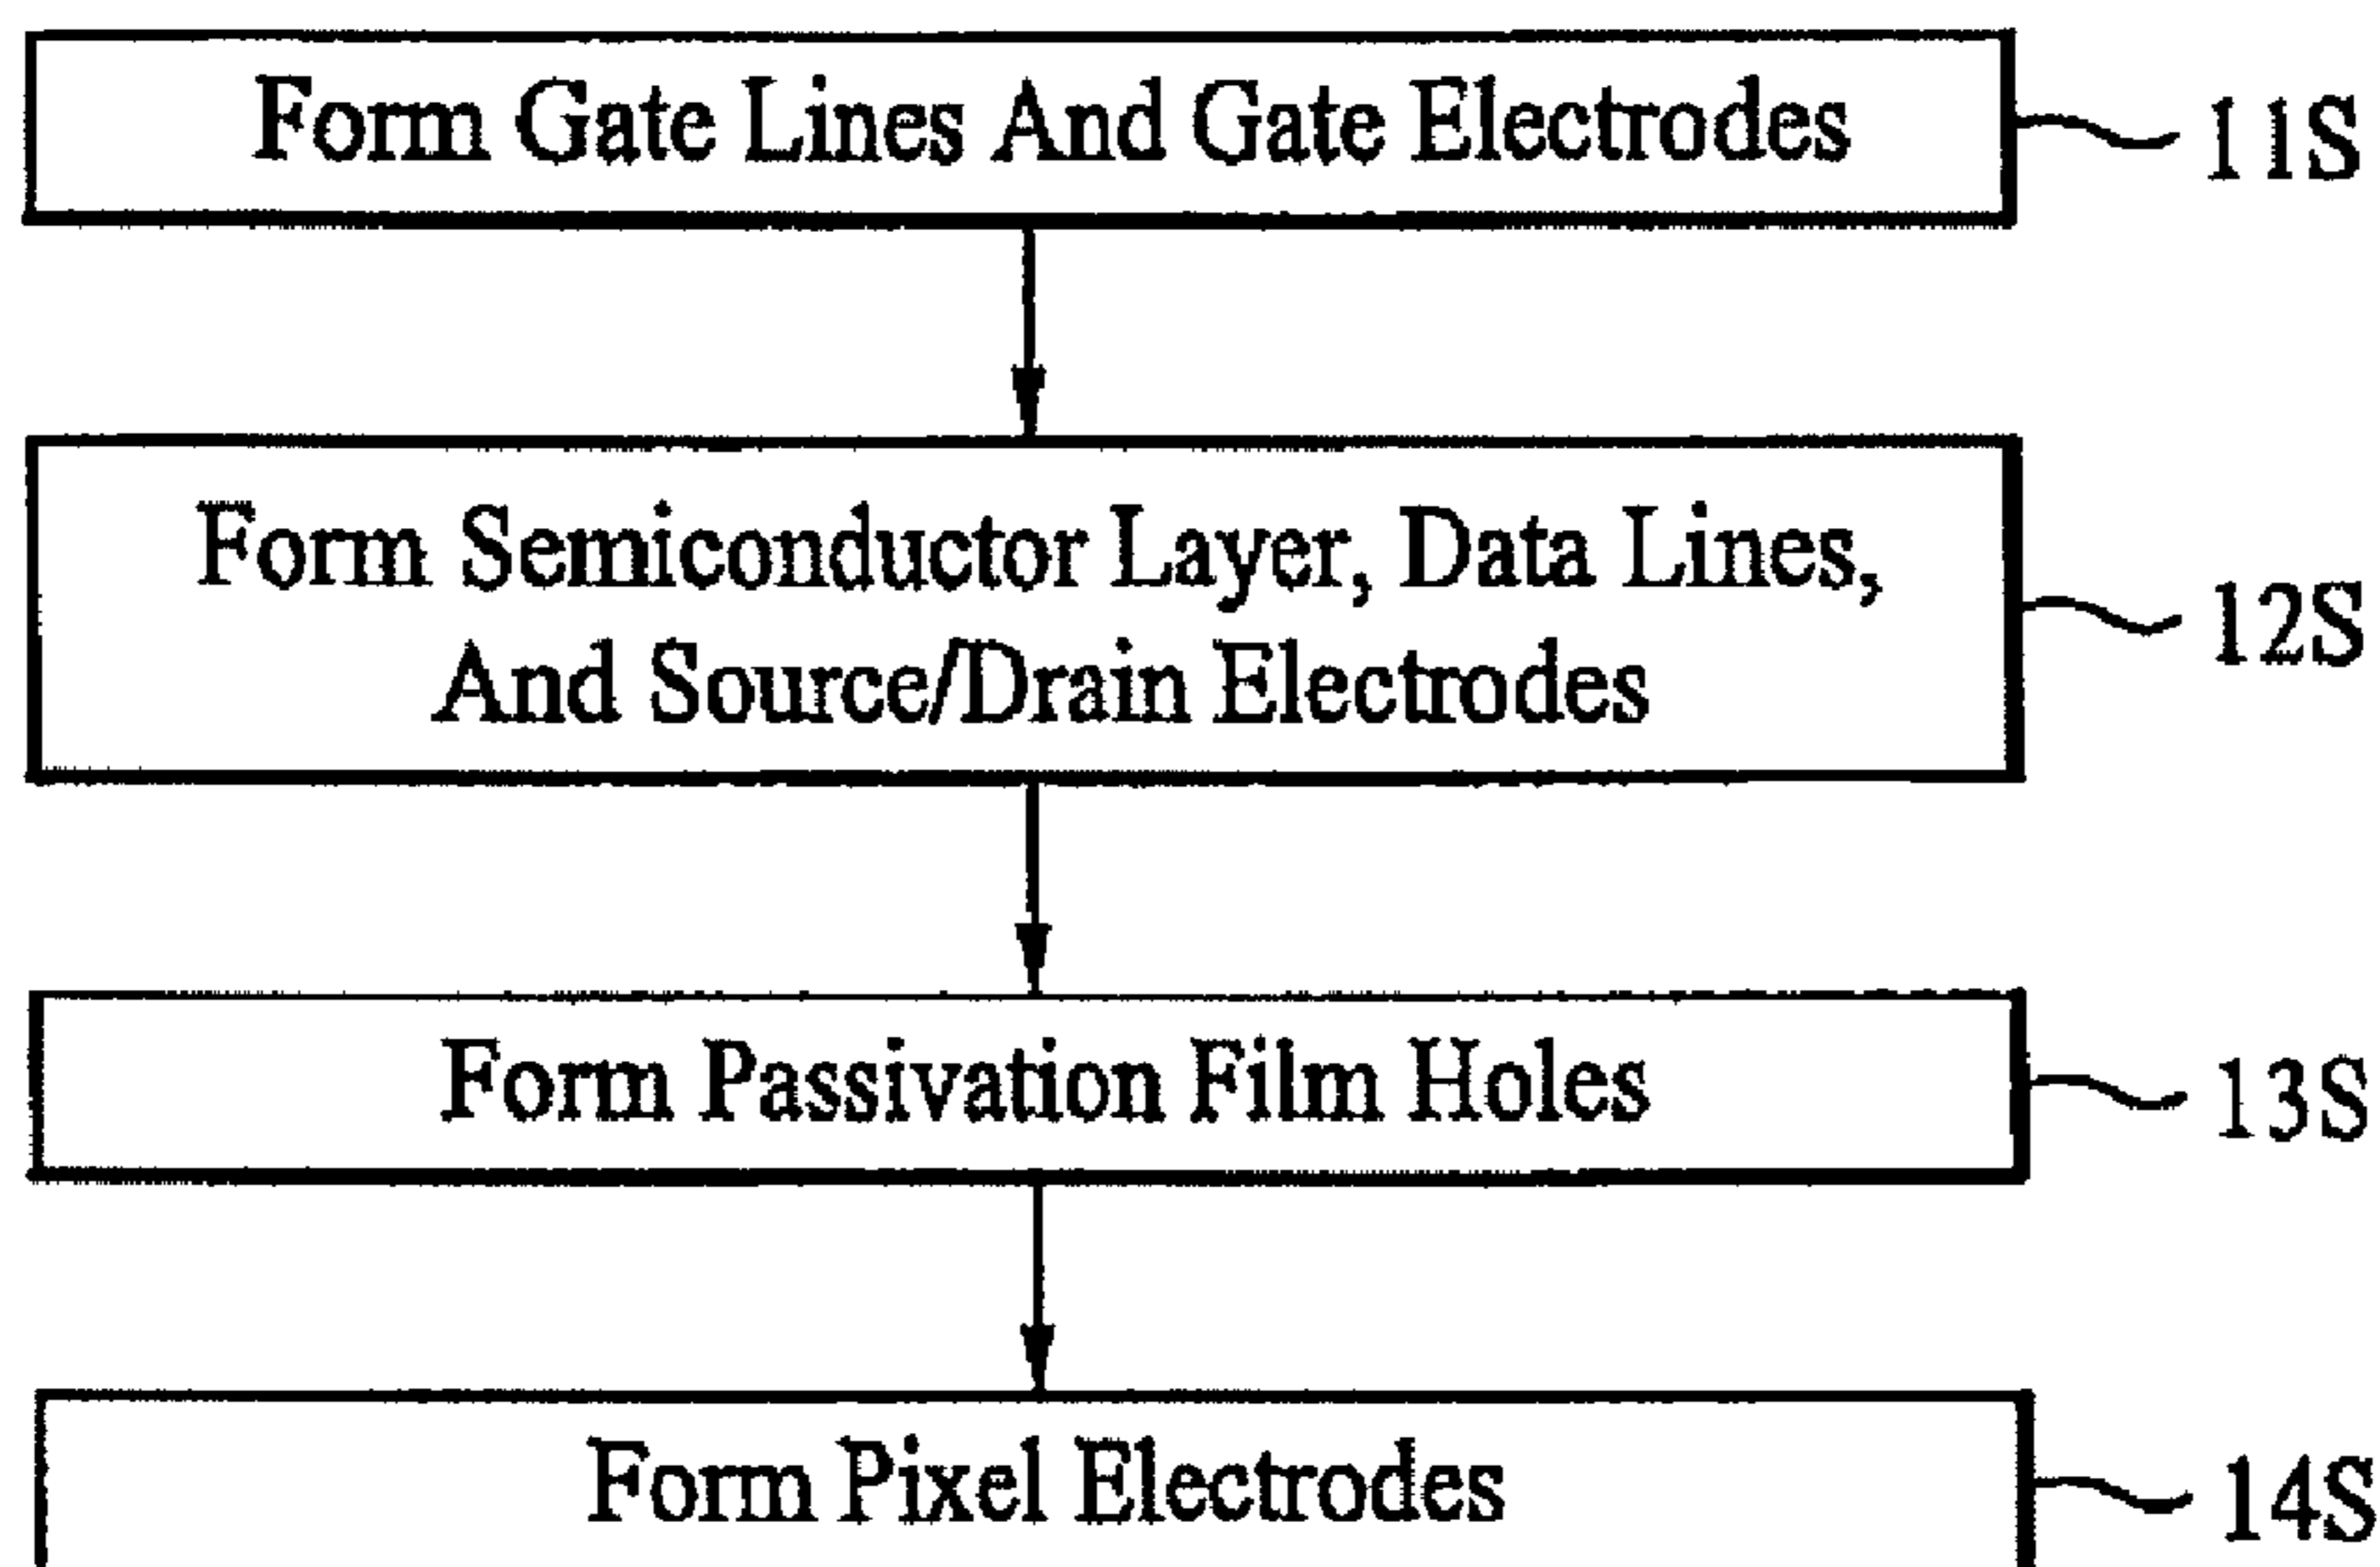 Form Gate Lines And Gate Electrodes
11S
Form Semiconductor Layer, Data Lines,
And Source/Drain Electrodes
12S
Form Passivation Film Holes
13S
Form Pixel Electrodes
14S